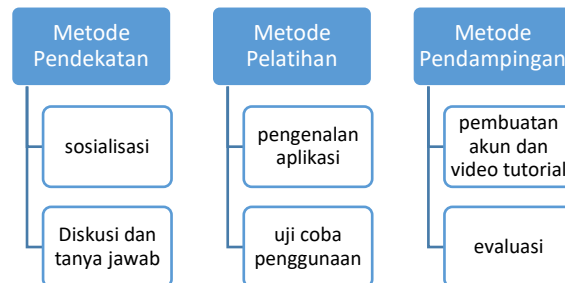 Metode
Pendekatan
sosialisasi
Diskusi dan
tanya jawab
Metode
Pelatihan
pengenalan
aplikasi
uji coba
penggunaan
Metode
Pendampingan
pembuatan
akun dan
video tutorial
evaluasi